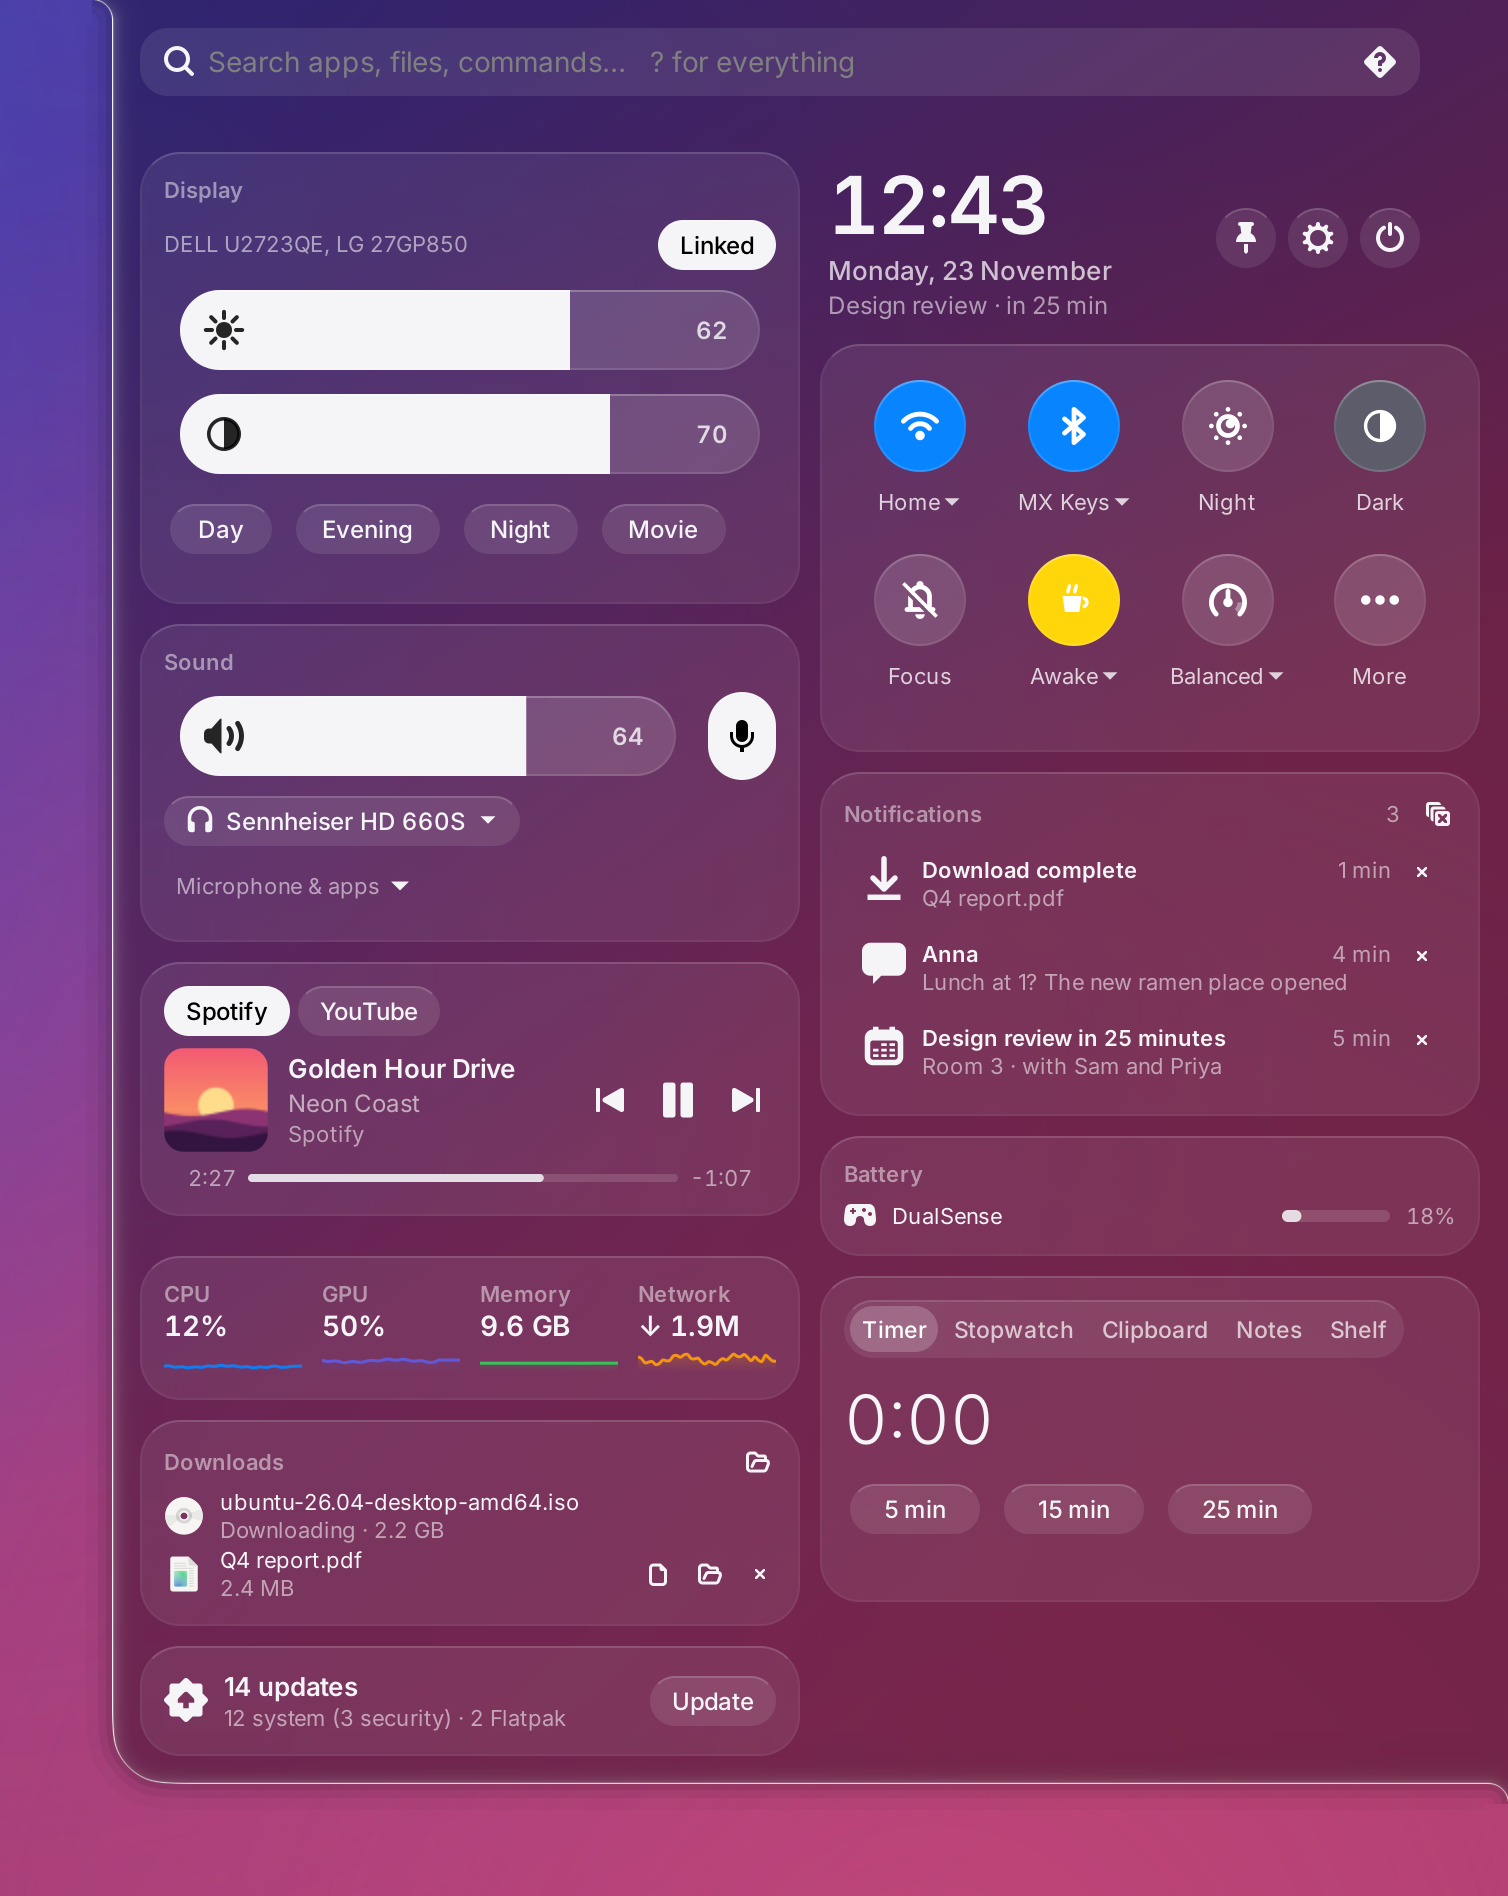 Search apps, files, commands...   ? for everything
Display
DELL U2723QE, LG 27GP850
Linked
62
70
Day
Evening
Night
Movie
Sound
64
Sennheiser HD 660S
Microphone & apps
Spotify
YouTube
Golden Hour Drive
Neon Coast
Spotify
2:27
-1:07
CPU
12%
GPU
50%
Memory
9.6 GB
Network
↓ 1.9M
Downloads
ubuntu-26.04-desktop-amd64.iso
Downloading · 2.2 GB
Q4 report.pdf
2.4 MB
14 updates
12 system (3 security) · 2 Flatpak
Update
12:43
Monday, 23 November
Design review · in 25 min
Home
MX Keys
Night
Dark
Focus
Awake
Balanced
More
Notifications
3
Download complete
1 min
Q4 report.pdf
Anna
4 min
Lunch at 1? The new ramen place opened
Design review in 25 minutes
5 min
Room 3 · with Sam and Priya
Battery
DualSense
18%
Timer
Stopwatch
Clipboard
Notes
Shelf
0:00
5 min
15 min
25 min